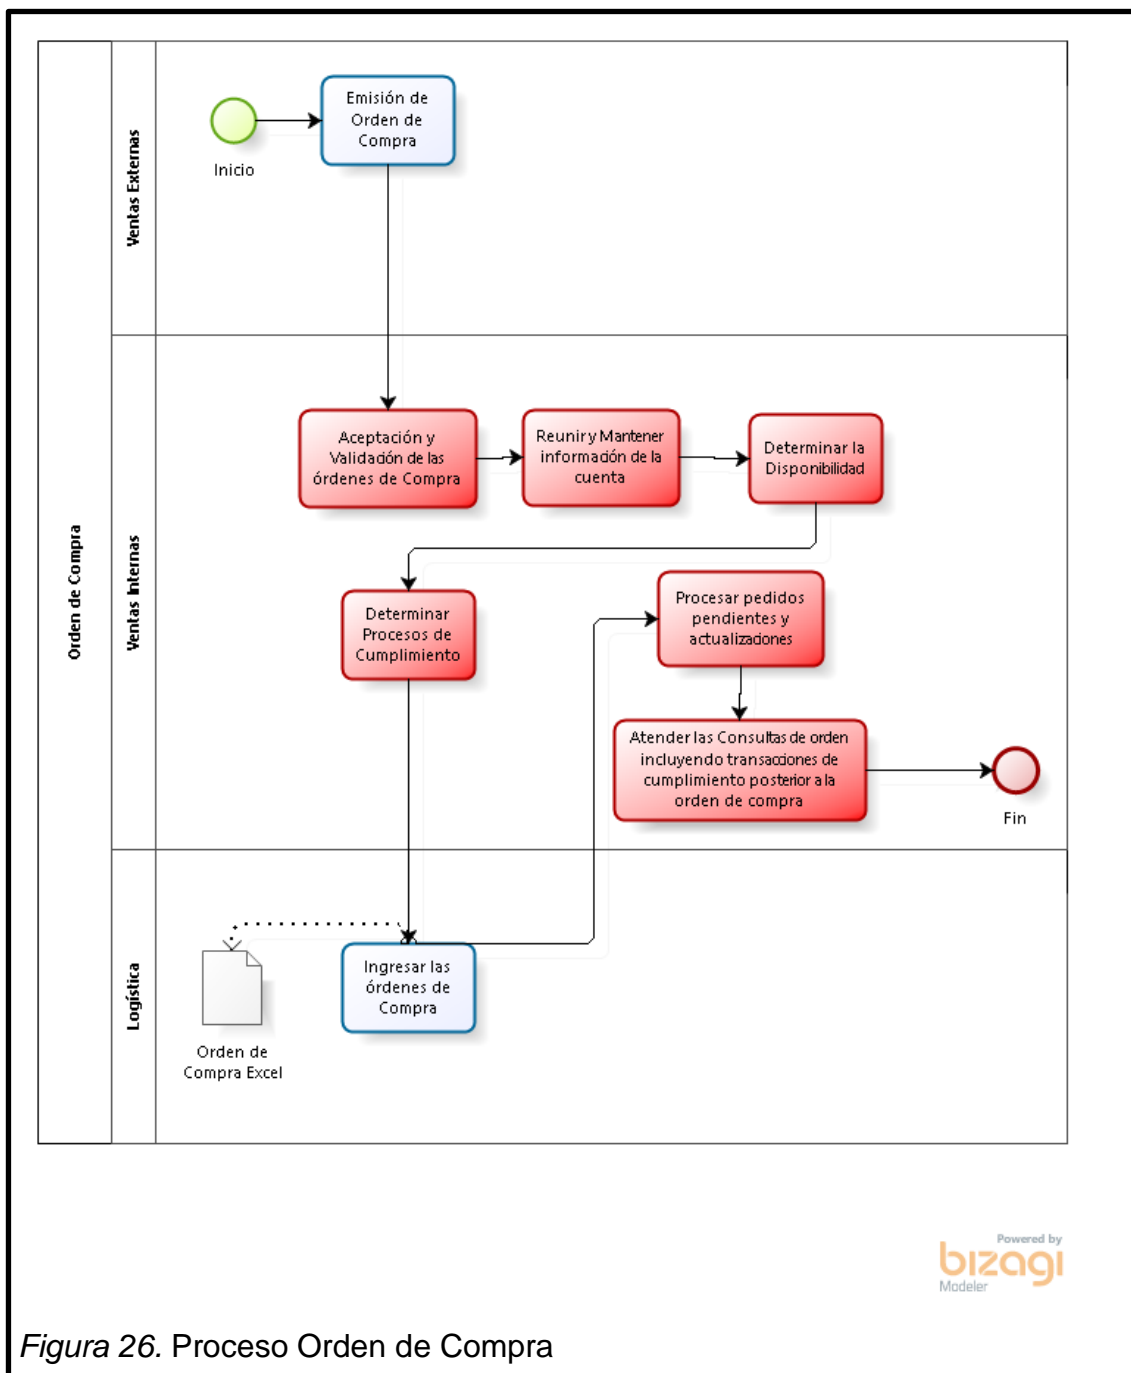 Orden de Compra
Ventas Externas
Inicio
Emisión de
Orden de
Compra
Ventas Internas
Aceptación y
Validación de las
órdenes de Compra
Reunir y Mantener
información de la
cuenta
Determinar la
Disponibilidad
Determinar
Procesos de
Cumplimiento
Procesar pedidos
pendientes y
actualizaciones
Atender las Consultas de orden
incluyendo transacciones de
cumplimiento posterior a la
orden de compra
Fin
Logística
Orden de
Compra Excel
Ingresar las
órdenes de
Compra
Powered by
bizagi
Modeler
Figura 26. Proceso Orden de Compra